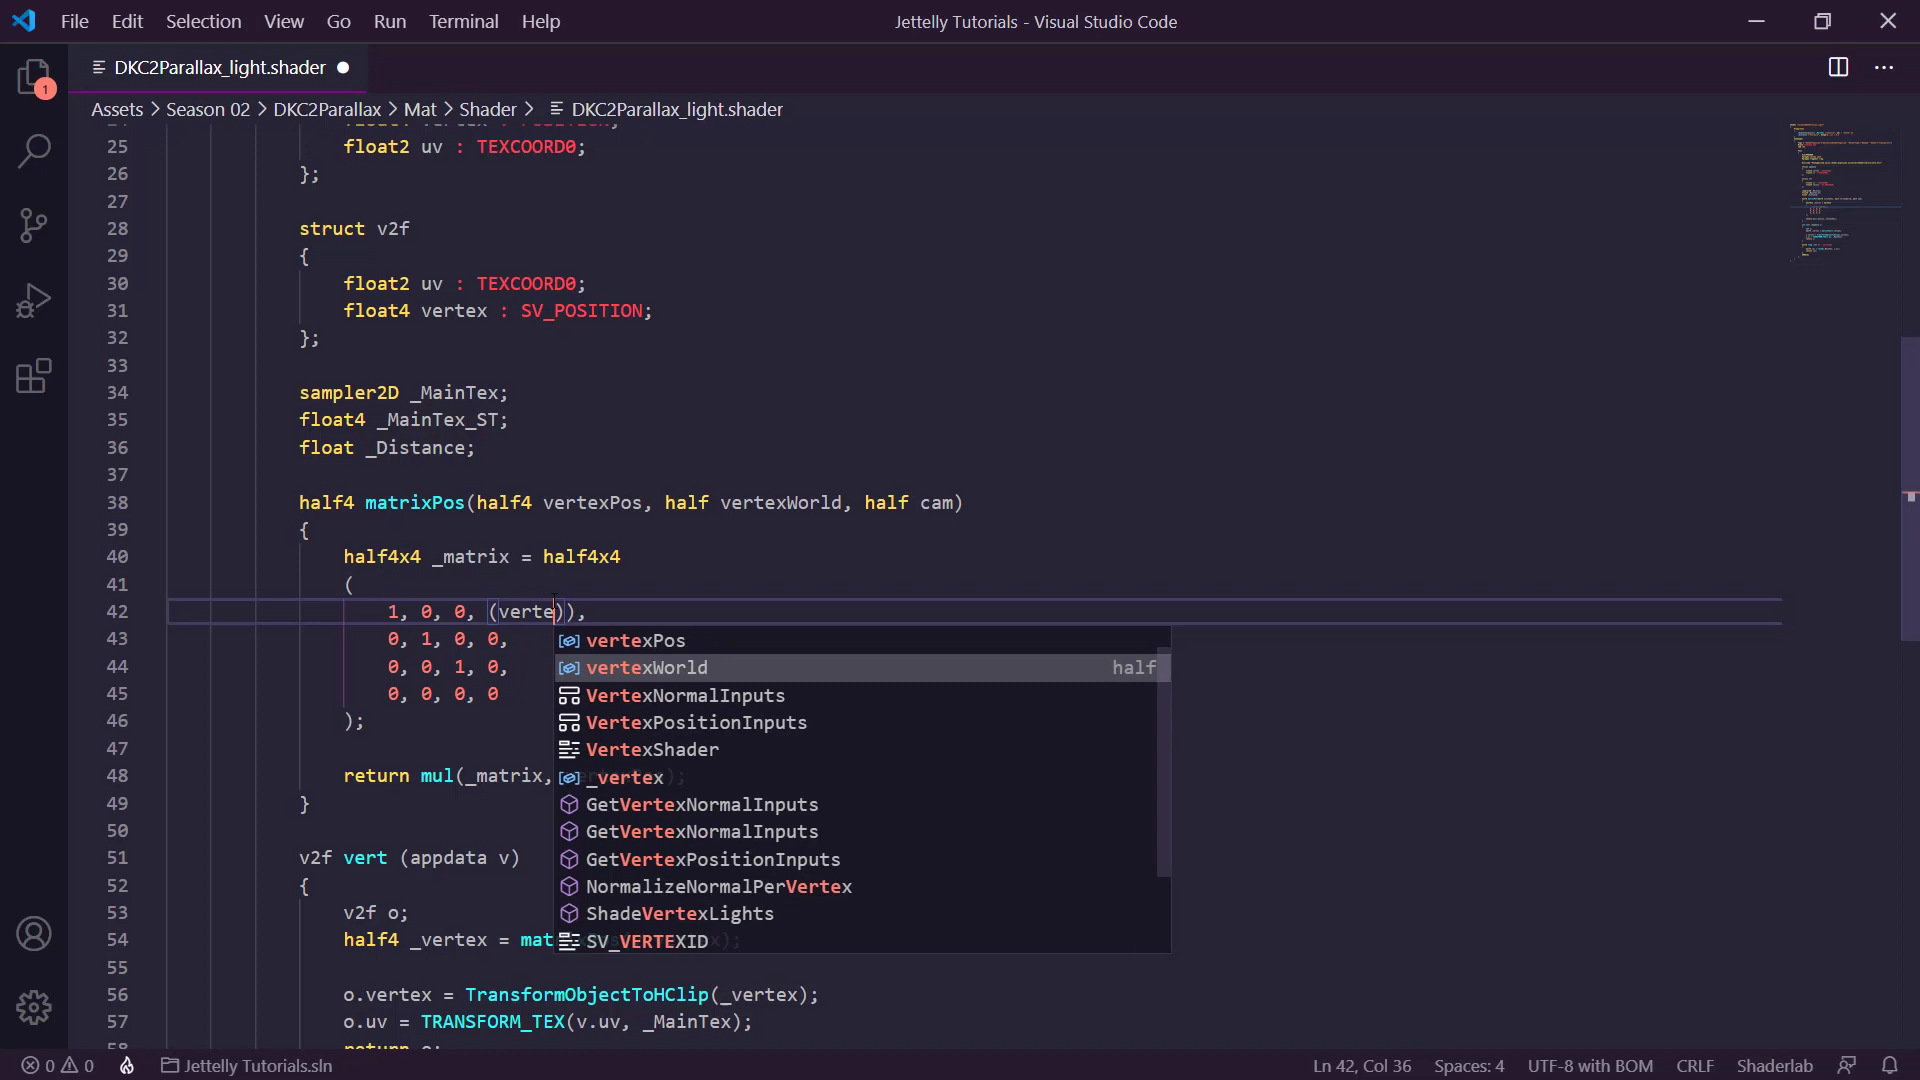 File Edit Selection View Go Run Terminal Help
Jettelly Tutorials - Visual Studio Code
1
DKC2Parallax_light.shader
Assets > Season 02 > DKC2Parallax > Mat > Shader > DKC2Parallax_light.shader
25 float2 uv : TEXCOORD0;
26 };
27
28 struct v2f
29 {
30 float2 uv : TEXCOORD0;
31 float4 vertex : SV_POSITION;
32 };
33
34 sampler2D _MainTex;
35 float4 _MainTex_ST;
36 float _Distance;
37
38 half4 matrixPos(half4 vertexPos, half vertexWorld, half cam)
39 {
40 half4x4 _matrix = half4x4
41 (
42 1, 0, 0, (verte)),
43 0, 1, 0, 0,
44 0, 0, 1, 0,
45 0, 0, 0, 0
46 );
47
48 return mul(_matrix,
49 }
50
51 v2f vert (appdata v)
52 {
53 v2f o;
54 half4 _vertex = mat
55
56 o.vertex = TransformObjectToHClip(_vertex);
57 o.uv = TRANSFORM_TEX(v.uv, _MainTex);
vertexPos
vertexWorld half
VertexNormalInputs
VertexPositionInputs
VertexShader
_vertex
GetVertexNormalInputs
GetVertexNormalInputs
GetVertexPositionInputs
NormalizeNormalPerVertex
ShadeVertexLights
SV_VERTEXID
0 0 Jettelly Tutorials.sln
Ln 42, Col 36 Spaces: 4 UTF-8 with BOM CRLF Shaderlab